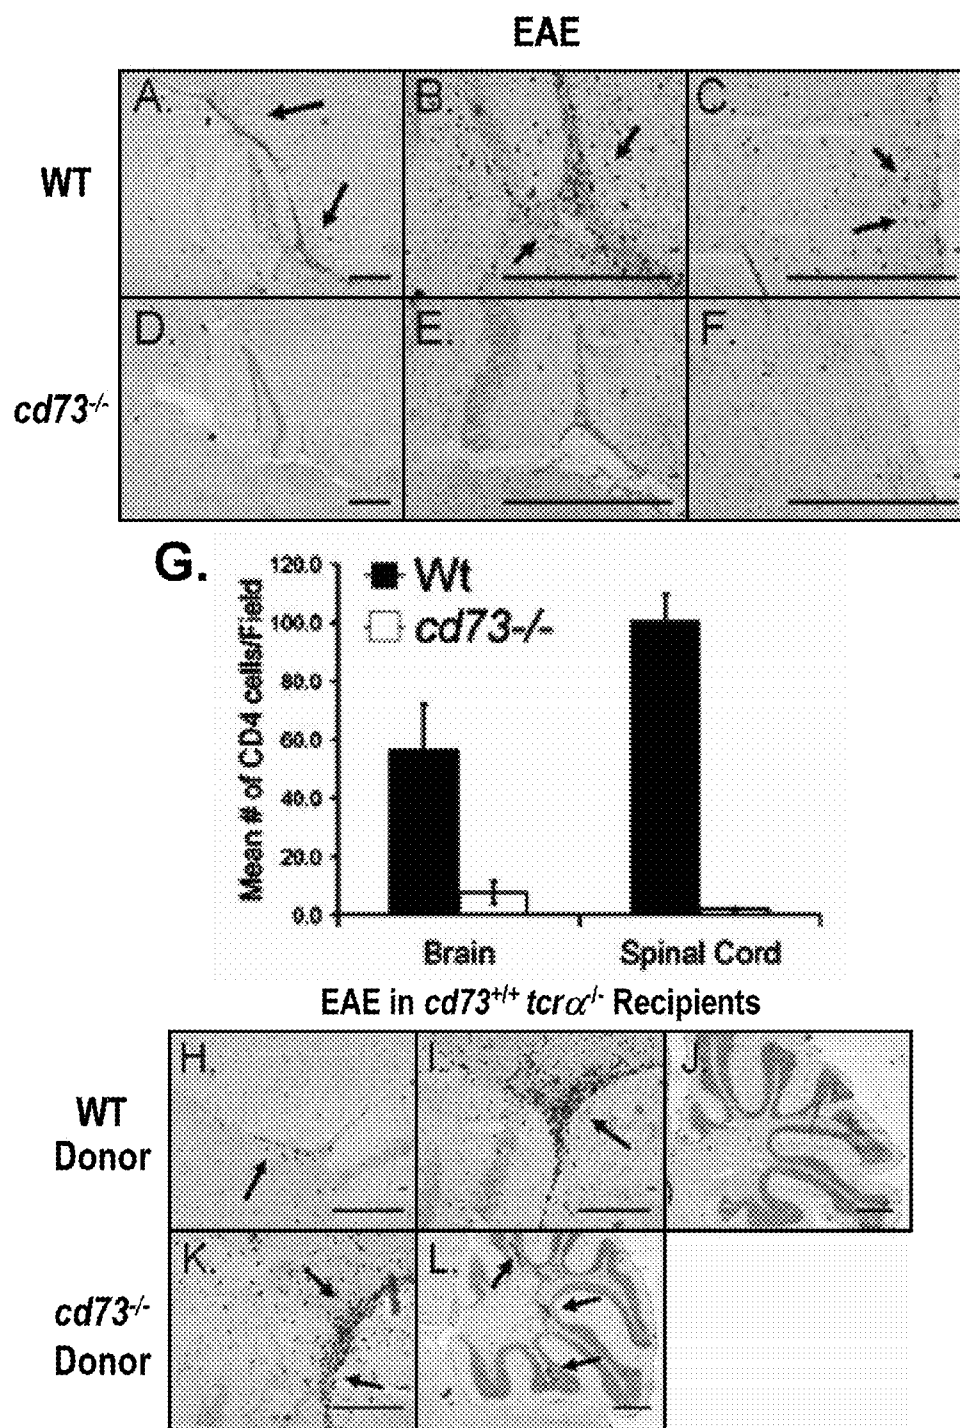 EAE
A. B. C.
WT
D. E. F.
cd73-/-
G.
120.0
100.0
80.0
60.0
40.0
20.0
0.0
Mean # of CD4 cells/Field
Wt
cd73-/-
Brain Spinal Cord
EAE in cd73+/+ tcrα-/- Recipients
H. I. J.
WT
Donor
K. L.
cd73-/-
Donor